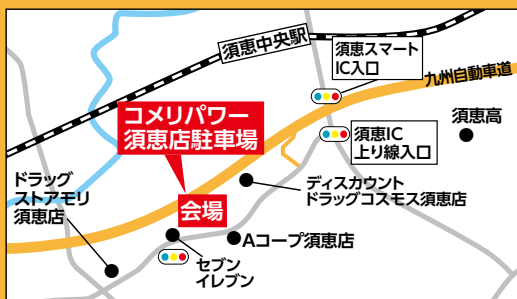 須恵中央駅
須恵スマート
IC入口
九州自動車道
コメリパワー
須恵店駐車場
須恵高
須恵IC
上り線入口
ドラッグ
ストアモリ
須恵店
会場
ディスカウント
ドラッグコスモス須恵店
Aコープ須恵店
セブン
イレブン